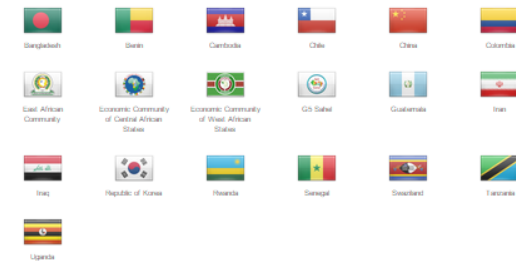 Bangladesh
Benin
Cambodia
Chile
China
Colombia
East African
Community
Economic Community
of Central African
States
Economic Community
of West African
States
G5 Sahel
Guatemala
Iran
Iraq
Republic of Korea
Rwanda
Senegal
Swaziland
Tanzania
Uganda